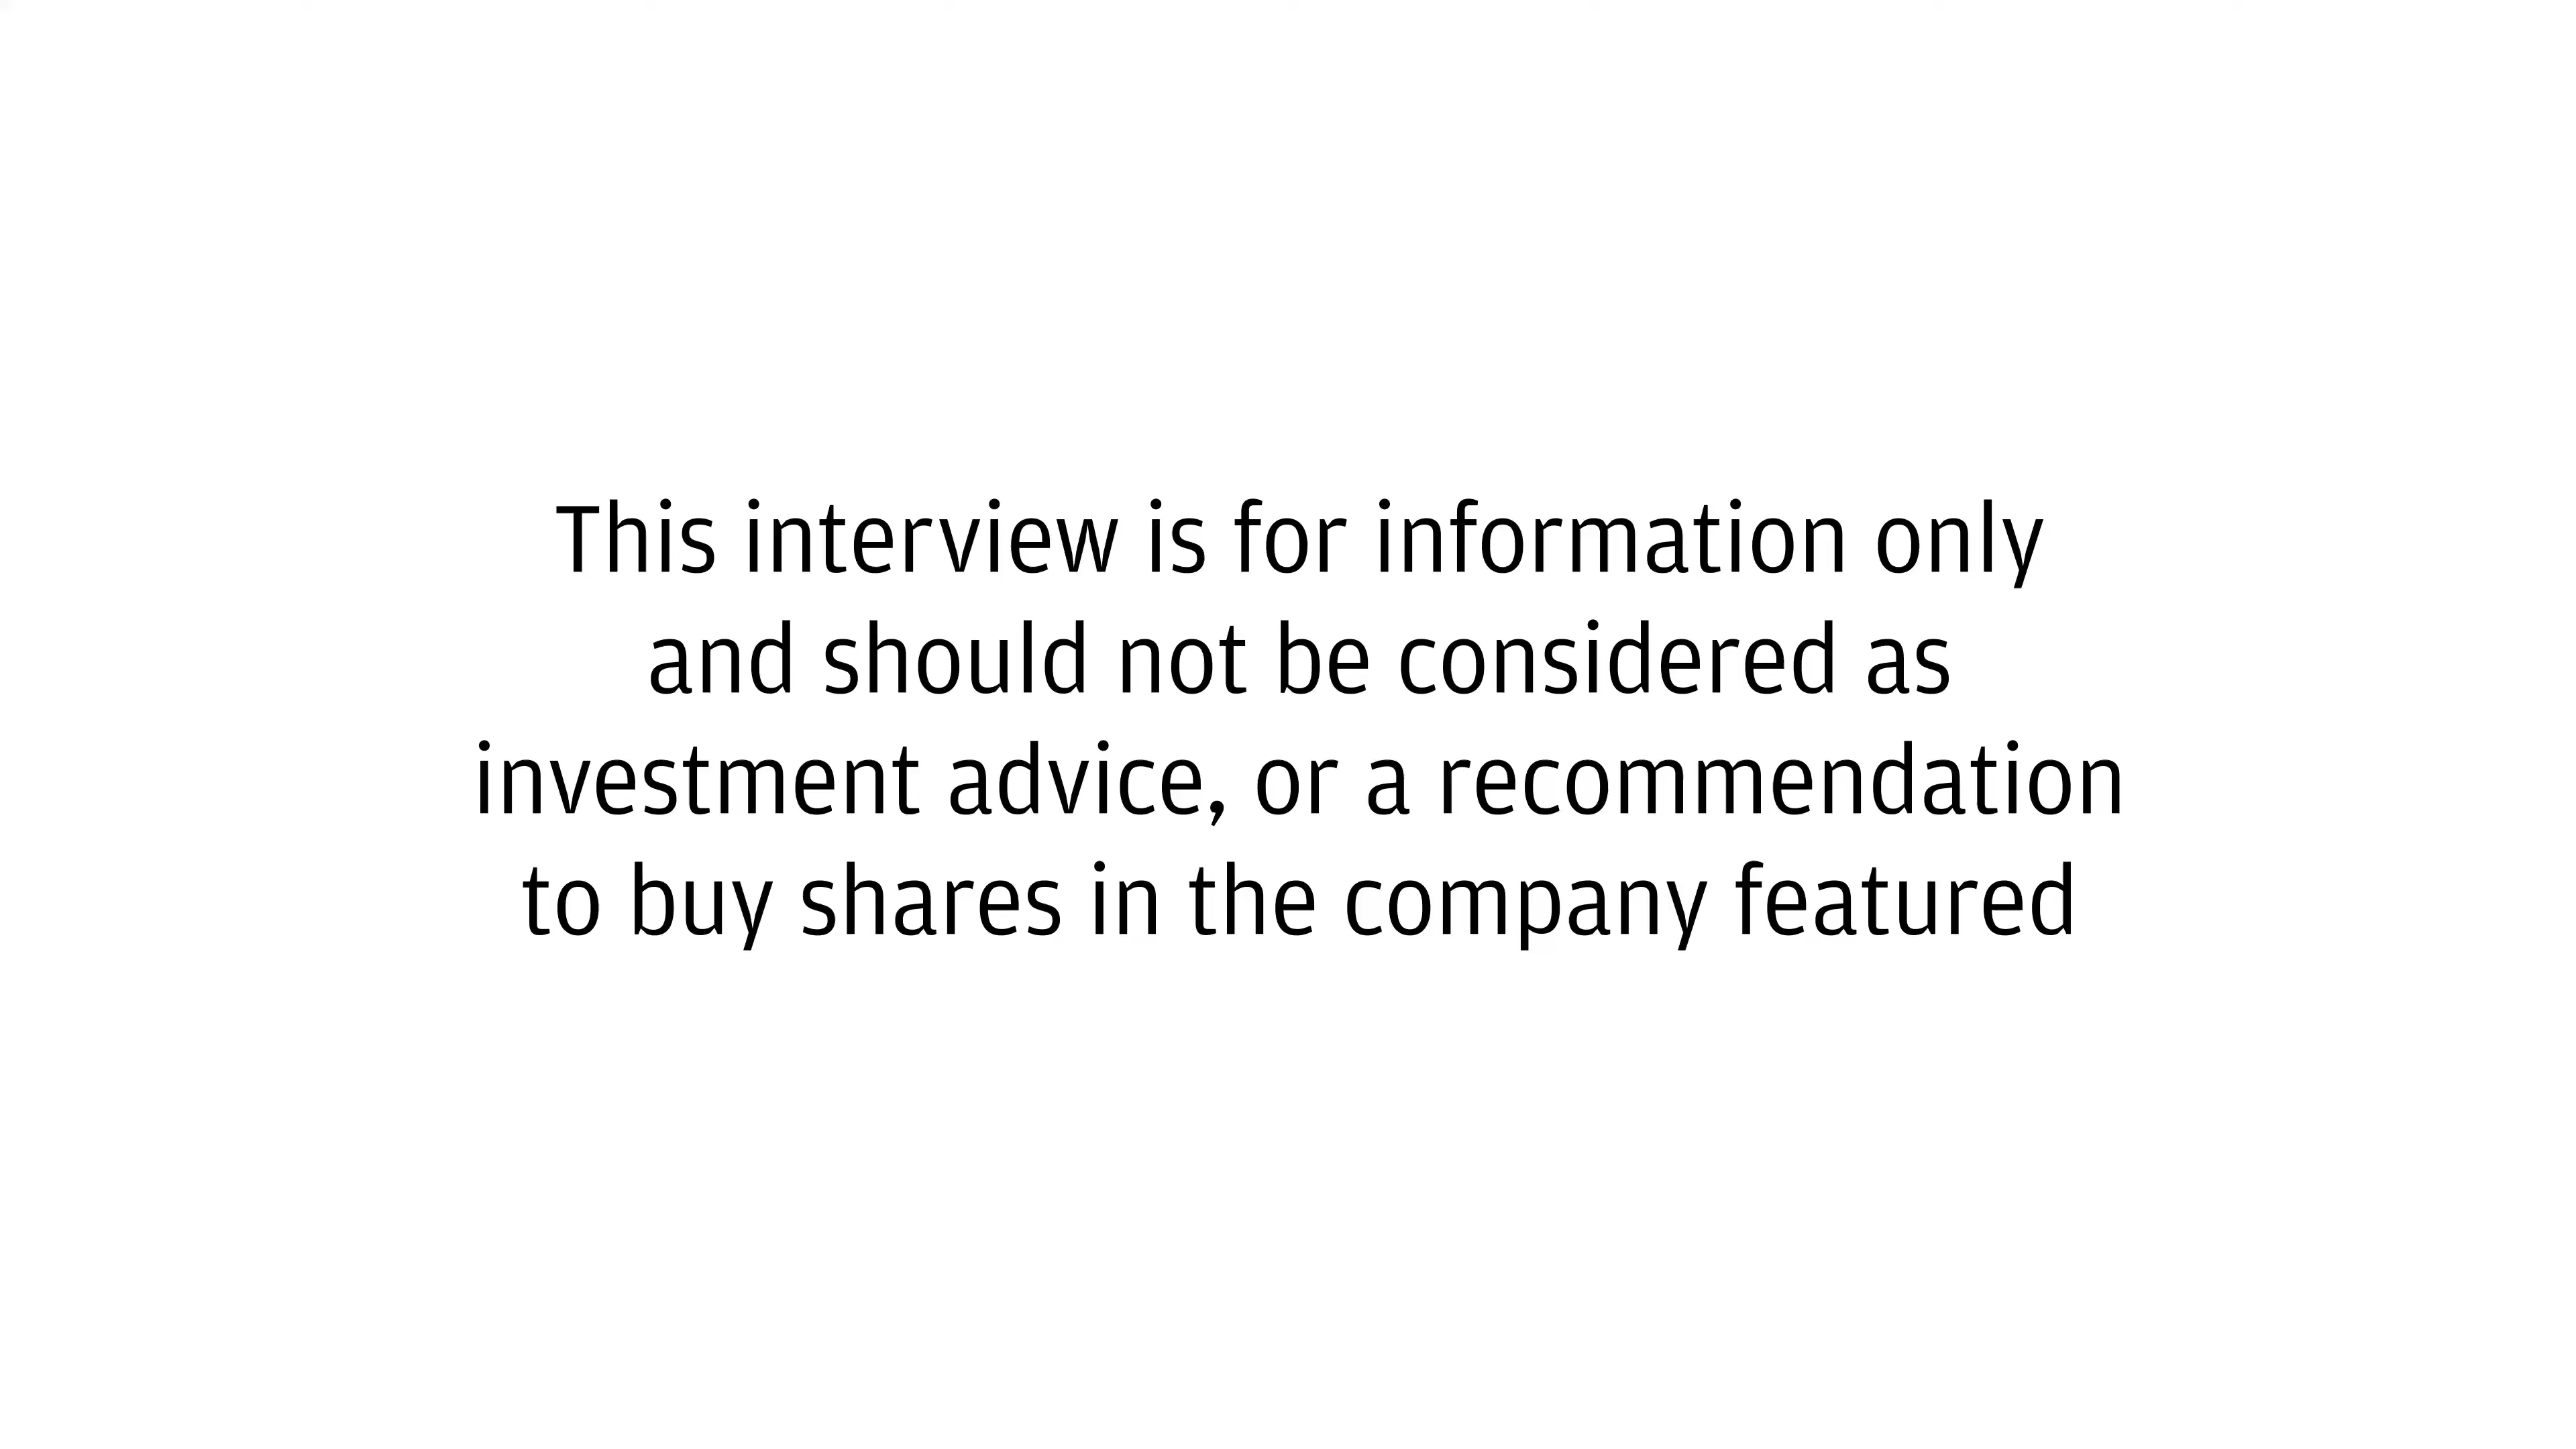 This interview is for information only
and should not be considered as
investment advice, or a recommendation
to buy shares in the company featured